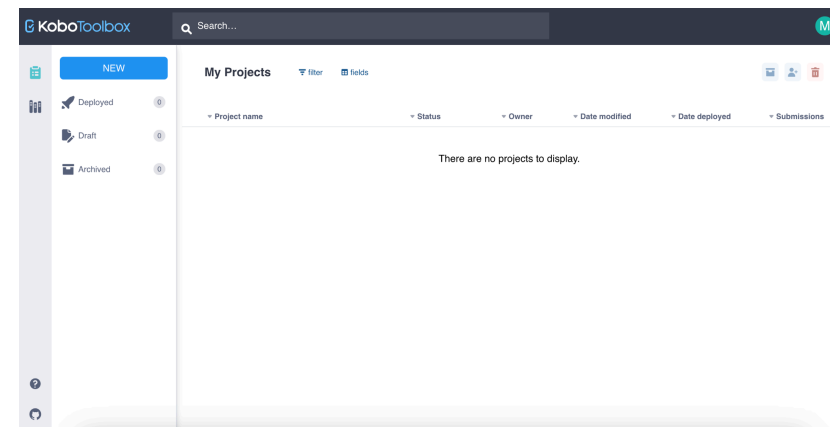 KoboToolbox
Search...
M
NEW
My Projects
filter
fields
Deployed 0
Draft 0
Archived 0
Project name Status Owner Date modified Date deployed Submissions
There are no projects to display.